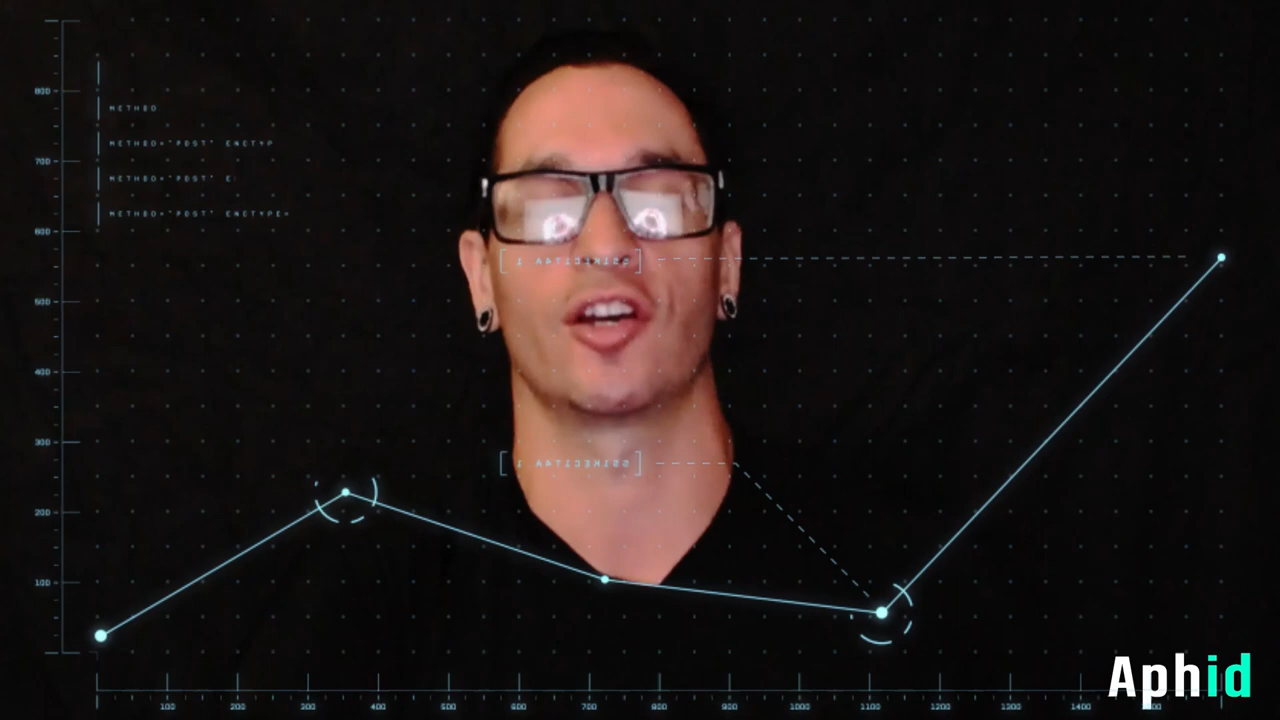 800
700
600
500
400
300
200
100
METHOD
METHOD="POST" ENCTYP
METHOD="POST" E
METHOD="POST" ENCTYPE=
100 200 300 400 500 600 700 800 900 1000 1100 1200 1300 1400
Aphid